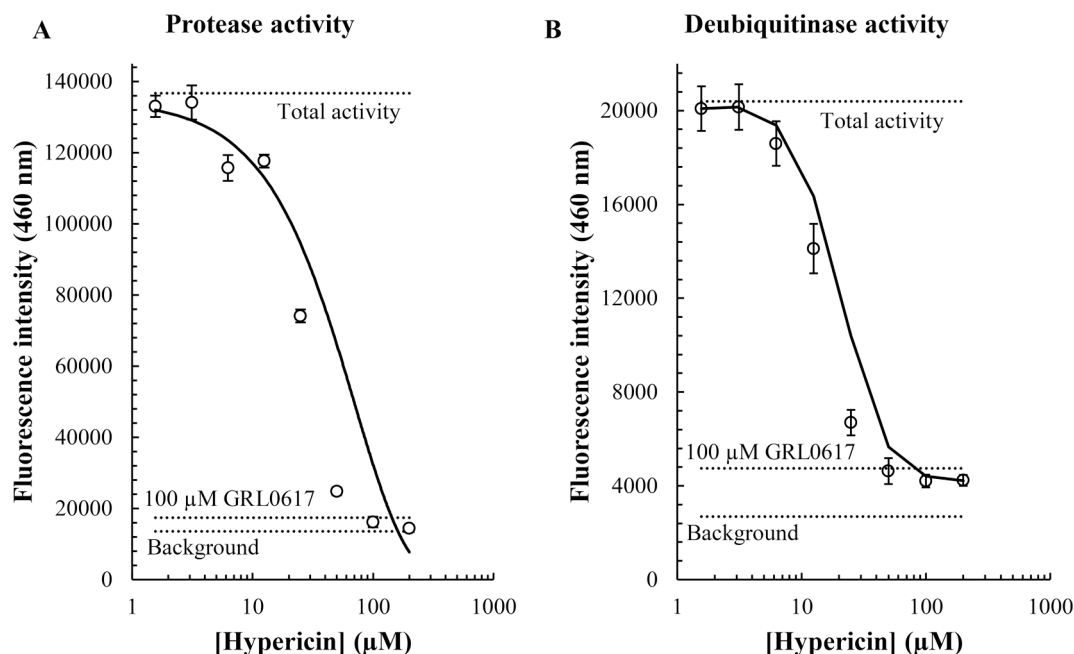 A
Protease activity
Fluorescence intensity (460 nm)
140000
120000
100000
80000
60000
40000
20000
0
Total activity
100 µM GRL0617
Background
1
10
100
1000
[Hypericin] (µM)
B
Deubiquitinase activity
Fluorescence intensity (460 nm)
20000
16000
12000
8000
4000
0
Total activity
100 µM GRL0617
Background
1
10
100
1000
[Hypericin] (µM)